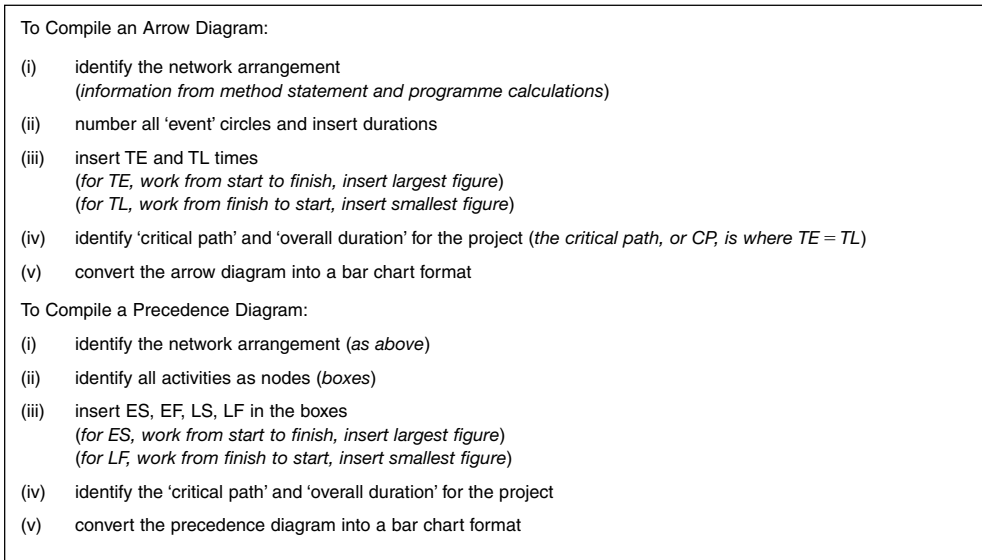 To Compile an Arrow Diagram:
(i) identify the network arrangement
(information from method statement and programme calculations)
(ii) number all ‘event’ circles and insert durations
(iii) insert TE and TL times
(for TE, work from start to finish, insert largest figure)
(for TL, work from finish to start, insert smallest figure)
(iv) identify ‘critical path’ and ‘overall duration’ for the project (the critical path, or CP, is where TE = TL)
(v) convert the arrow diagram into a bar chart format
To Compile a Precedence Diagram:
(i) identify the network arrangement (as above)
(ii) identify all activities as nodes (boxes)
(iii) insert ES, EF, LS, LF in the boxes
(for ES, work from start to finish, insert largest figure)
(for LF, work from finish to start, insert smallest figure)
(iv) identify the ‘critical path’ and ‘overall duration’ for the project
(v) convert the precedence diagram into a bar chart format